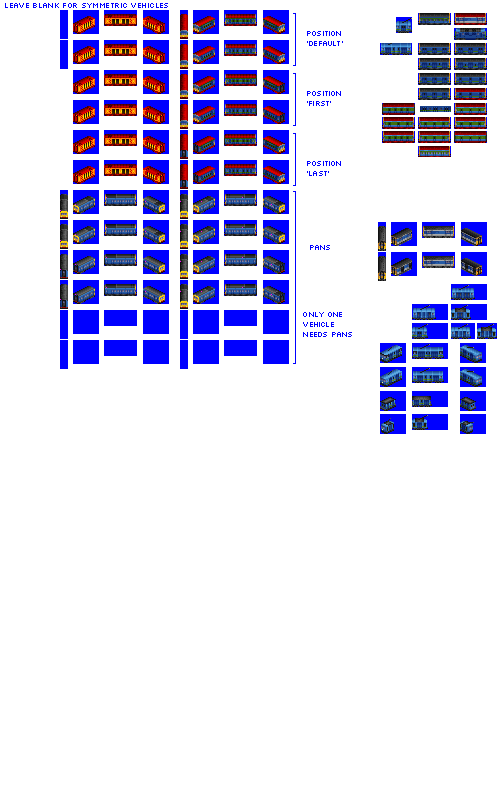 LEAVE BLANK FOR SYMMETRIC VEHICLES
POSITION
'DEFAULT'
POSITION
'FIRST'
POSITION
'LAST'
PANS
ONLY ONE
VEHICLE
NEEDS PANS